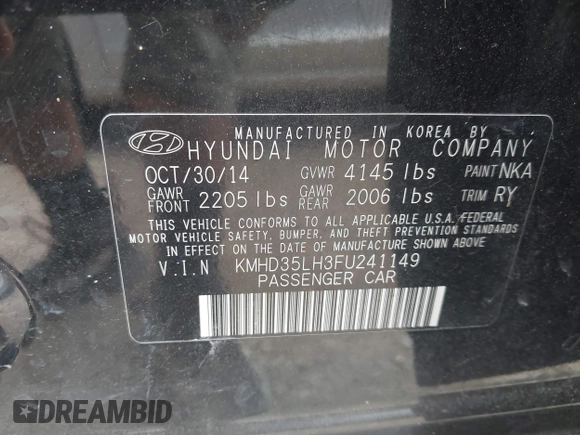 MANUFACTURED IN KOREA BY
HYUNDAI MOTOR COMPANY
OCT/30/14 GVWR 4145 lbs PAINT NKA
GAWR FRONT 2205 lbs GAWR REAR 2006 lbs TRIM RY
THIS VEHICLE CONFORMS TO ALL APPLICABLE U.S.A. FEDERAL
MOTOR VEHICLE SAFETY, BUMPER, AND THEFT PREVENTION STANDARDS
IN EFFECT ON THE DATE OF MANUFACTURE SHOWN ABOVE
V.I.N KMHD35LH3FU241149
PASSENGER CAR
DREAMBID